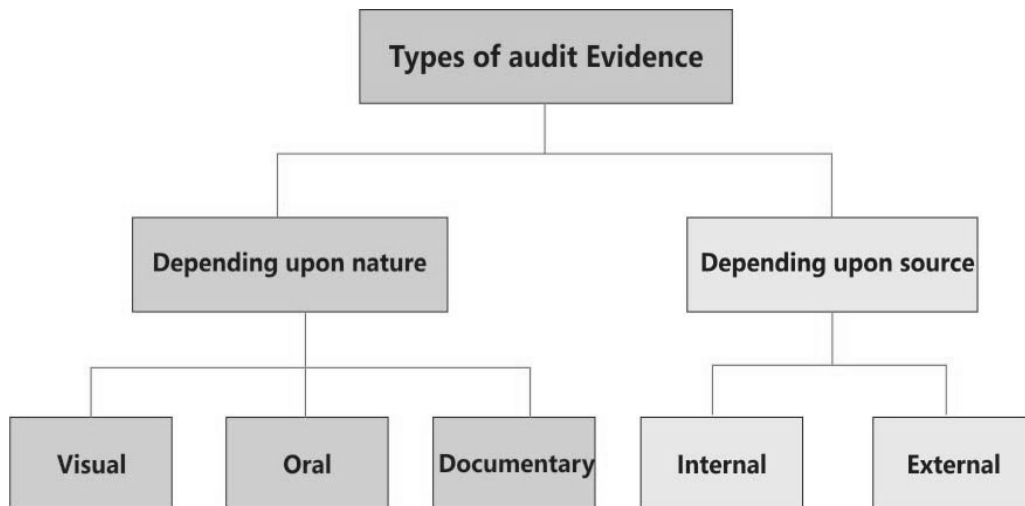 Types of audit Evidence
Depending upon nature
Depending upon source
Visual
Oral
Documentary
Internal
External